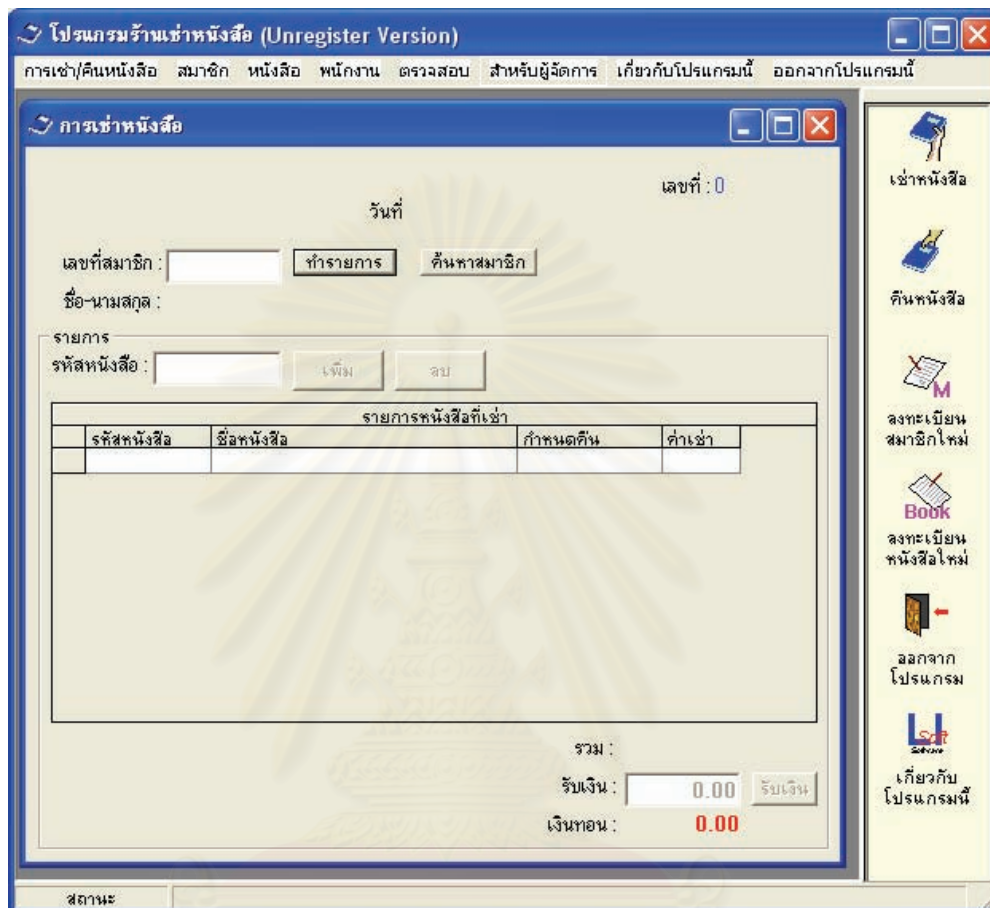 โปรแกรมร้านเช่าหนังสือ (Unregister Version)
การเช่า/คืนหนังสือ สมาชิก หนังสือ พนักงาน ตรวจสอบ สำหรับผู้จัดการ เกี่ยวกับโปรแกรมนี้ ออกจากโปรแกรมนี้
การเช่าหนังสือ
เลขที่ : 0
วันที่
เลขที่สมาชิก : ทำรายการ ค้นหาสมาชิก
ชื่อ-นามสกุล :
รายการ
รหัสหนังสือ : เพิ่ม ลบ
รายการหนังสือที่เช่า
รหัสหนังสือ ชื่อหนังสือ กำหนดคืน ค่าเช่า
รวม :
รับเงิน : 0.00 รับเงิน
เงินทอน : 0.00
เช่าหนังสือ
คืนหนังสือ
M
ลงทะเบียน
สมาชิกใหม่
Book
ลงทะเบียน
หนังสือใหม่
ออกจาก
โปรแกรม
Soft
Software
เกี่ยวกับ
โปรแกรมนี้
สถานะ